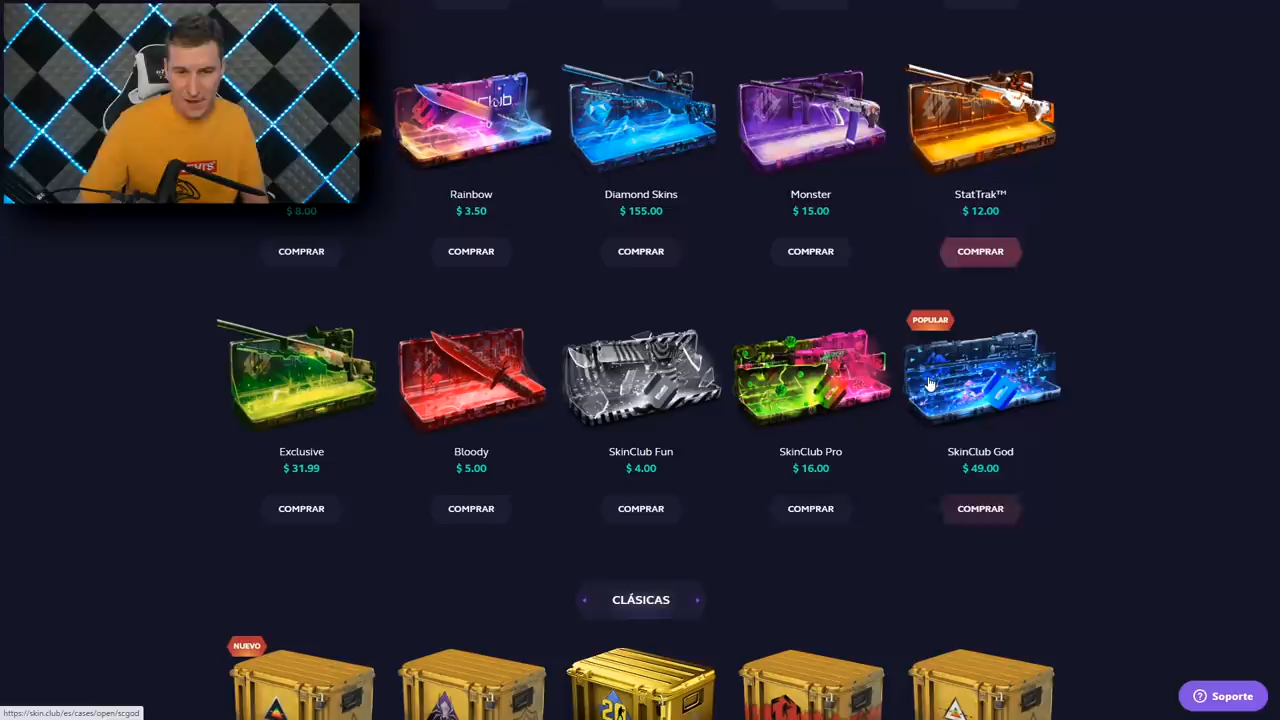 Club
Rainbow
Diamond Skins
Monster
StatTrak™
$ 8.00
$ 3.50
$ 155.00
$ 15.00
$ 12.00
COMPRAR
COMPRAR
COMPRAR
COMPRAR
COMPRAR
POPULAR
Exclusive
Bloody
SkinClub Fun
SkinClub Pro
SkinClub God
$ 31.99
$ 5.00
$ 4.00
$ 16.00
$ 49.00
COMPRAR
COMPRAR
COMPRAR
COMPRAR
COMPRAR
CLÁSICAS
NUEVO
Soporte
https://skin.club/es/cases/open/scgod